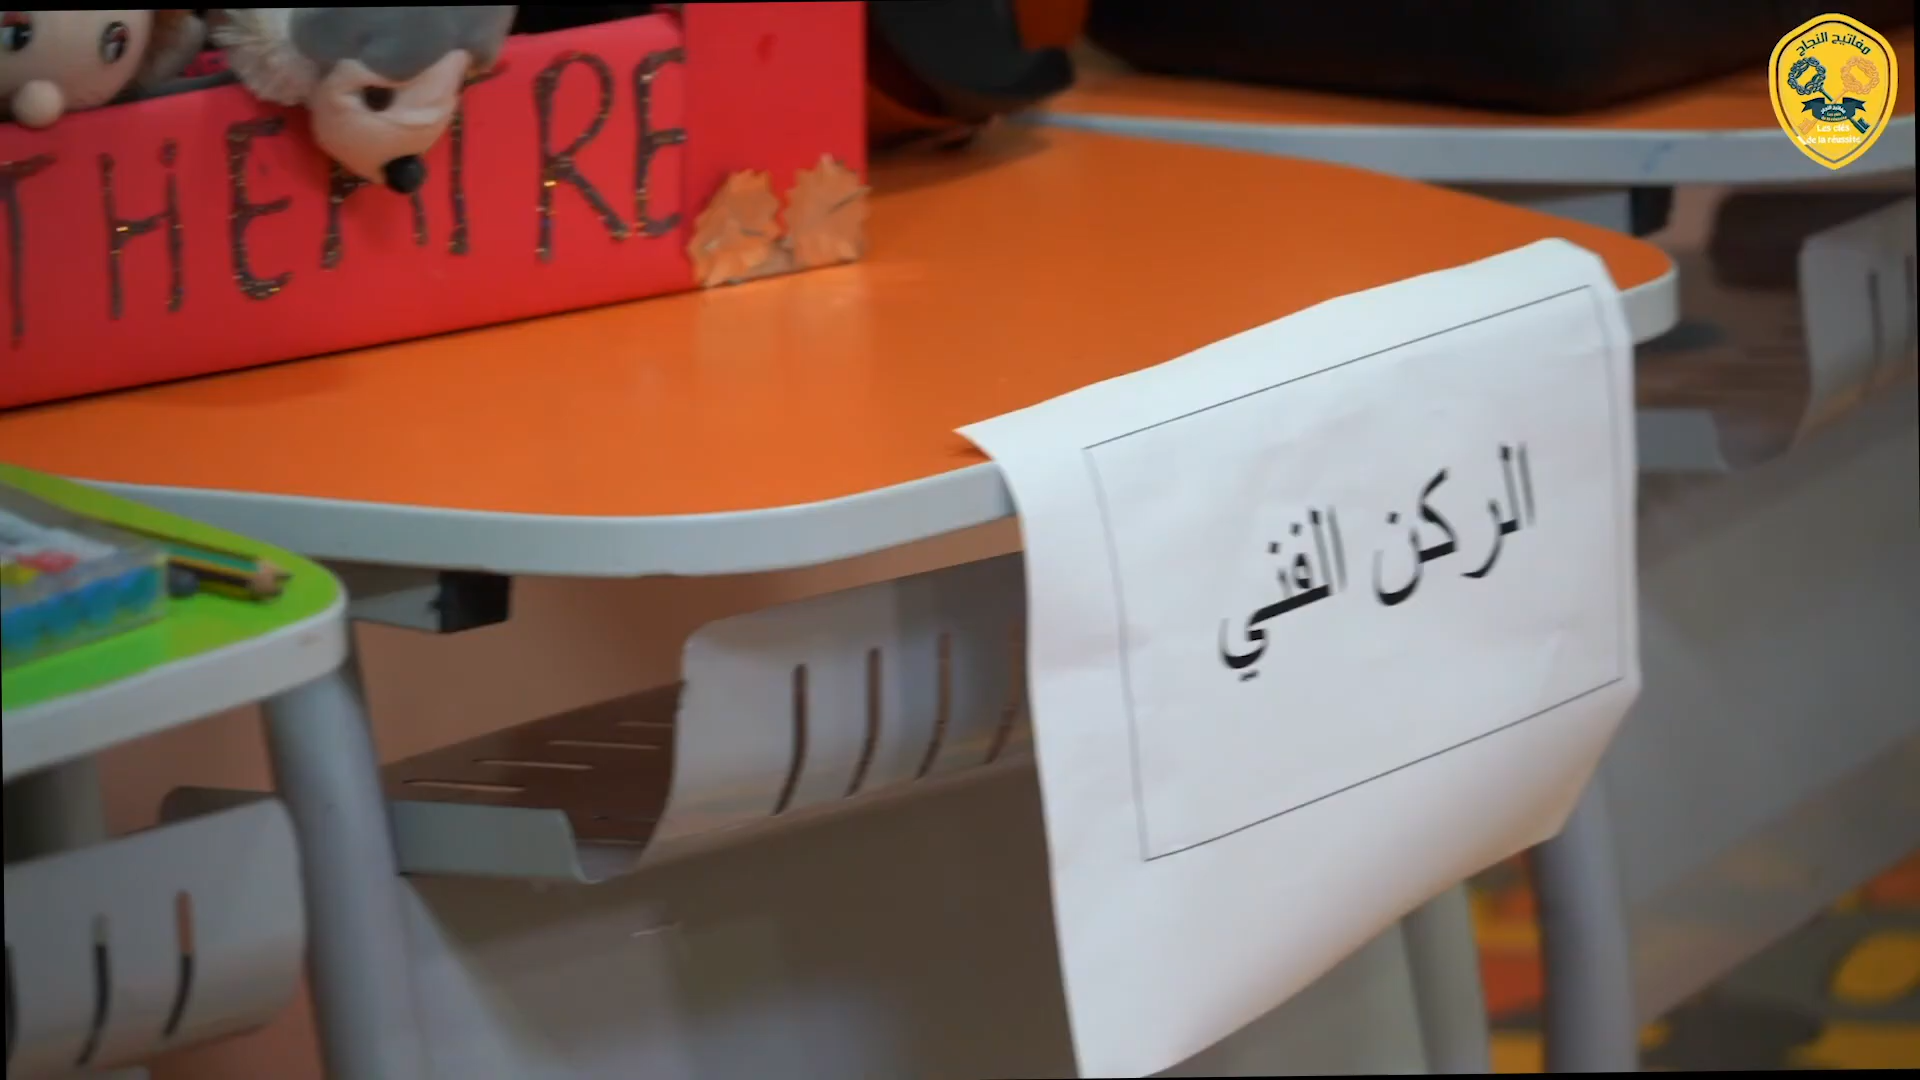 THEATRE
الركن الفني
مفاتيح النجاح
Les clés
de la réussite